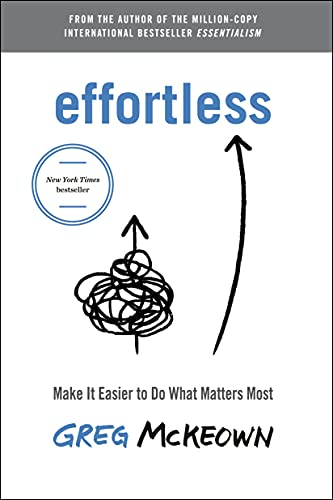 FROM THE AUTHOR OF THE MILLION-COPY
INTERNATIONAL BESTSELLER ESSENTIALISM
effortless
New York Times
bestseller
Make It Easier to Do What Matters Most
GREG McKEOWN